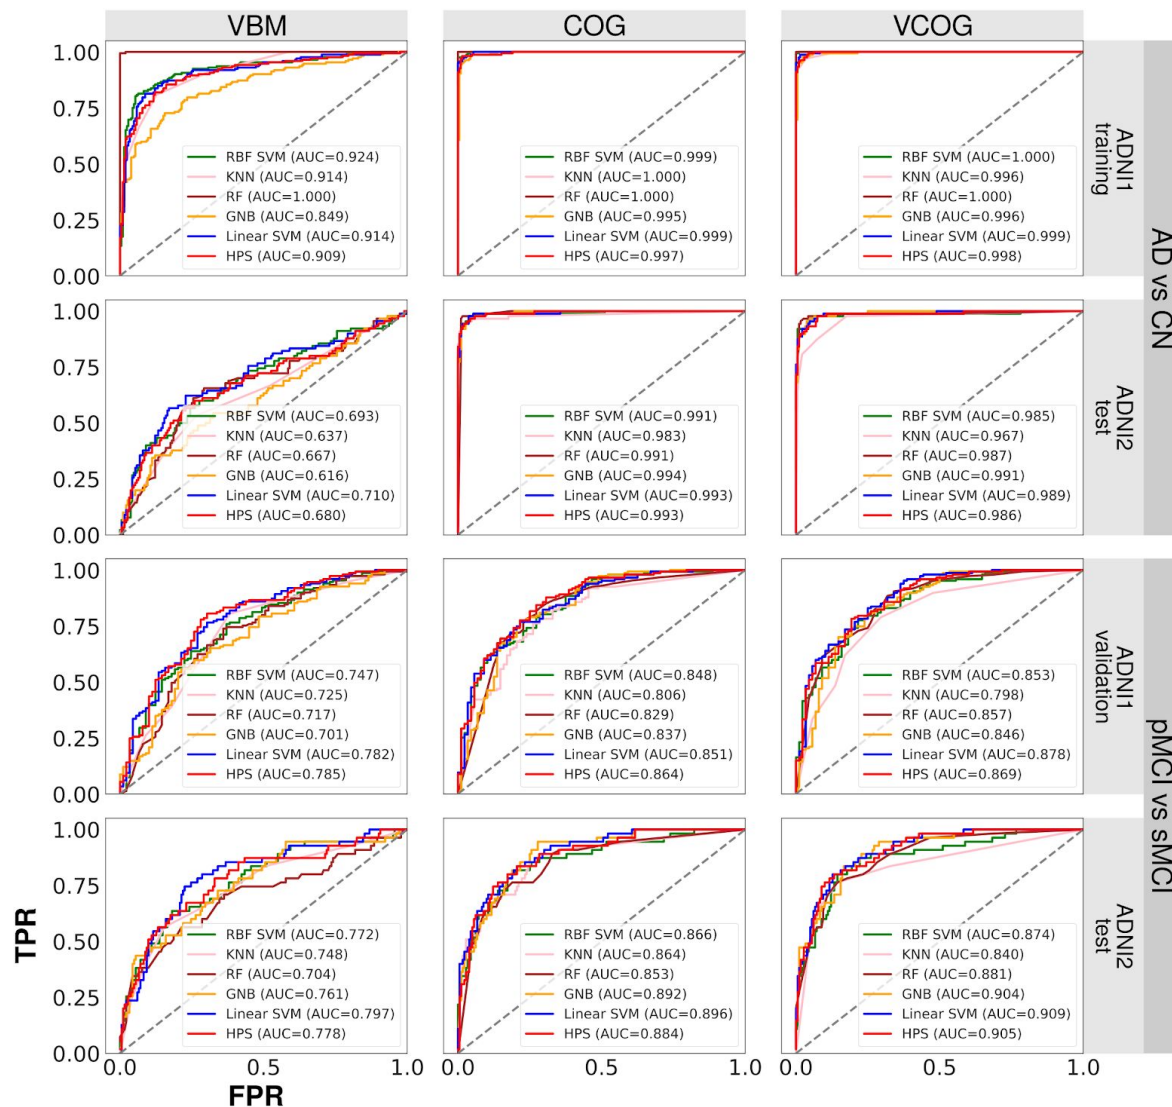 VBM
COG
VCOG
1.00
0.75
0.50
0.25
0.00
RBF SVM (AUC=0.924)
KNN (AUC=0.914)
RF (AUC=1.000)
GNB (AUC=0.849)
Linear SVM (AUC=0.914)
HPS (AUC=0.909)
RBF SVM (AUC=0.999)
KNN (AUC=1.000)
RF (AUC=1.000)
GNB (AUC=0.995)
Linear SVM (AUC=0.999)
HPS (AUC=0.997)
RBF SVM (AUC=1.000)
KNN (AUC=0.996)
RF (AUC=1.000)
GNB (AUC=0.996)
Linear SVM (AUC=0.999)
HPS (AUC=0.998)
ADNI1
training
1.00
0.75
0.50
0.25
0.00
RBF SVM (AUC=0.693)
KNN (AUC=0.637)
RF (AUC=0.667)
GNB (AUC=0.616)
Linear SVM (AUC=0.710)
HPS (AUC=0.680)
RBF SVM (AUC=0.991)
KNN (AUC=0.983)
RF (AUC=0.991)
GNB (AUC=0.994)
Linear SVM (AUC=0.993)
HPS (AUC=0.993)
RBF SVM (AUC=0.985)
KNN (AUC=0.967)
RF (AUC=0.987)
GNB (AUC=0.991)
Linear SVM (AUC=0.989)
HPS (AUC=0.986)
ADNI2
test
AD vs CN
1.00
0.75
0.50
0.25
0.00
RBF SVM (AUC=0.747)
KNN (AUC=0.725)
RF (AUC=0.717)
GNB (AUC=0.701)
Linear SVM (AUC=0.782)
HPS (AUC=0.785)
RBF SVM (AUC=0.848)
KNN (AUC=0.806)
RF (AUC=0.829)
GNB (AUC=0.837)
Linear SVM (AUC=0.851)
HPS (AUC=0.864)
RBF SVM (AUC=0.853)
KNN (AUC=0.798)
RF (AUC=0.857)
GNB (AUC=0.846)
Linear SVM (AUC=0.878)
HPS (AUC=0.869)
ADNI1
validation
1.00
0.75
0.50
0.25
0.00
RBF SVM (AUC=0.772)
KNN (AUC=0.748)
RF (AUC=0.704)
GNB (AUC=0.761)
Linear SVM (AUC=0.797)
HPS (AUC=0.778)
RBF SVM (AUC=0.866)
KNN (AUC=0.864)
RF (AUC=0.853)
GNB (AUC=0.892)
Linear SVM (AUC=0.896)
HPS (AUC=0.884)
RBF SVM (AUC=0.874)
KNN (AUC=0.840)
RF (AUC=0.881)
GNB (AUC=0.904)
Linear SVM (AUC=0.909)
HPS (AUC=0.905)
ADNI2
test
pMCI vs sMCI
TPR
0.0 0.5 1.0
0.0 0.5 1.0
0.0 0.5 1.0
FPR